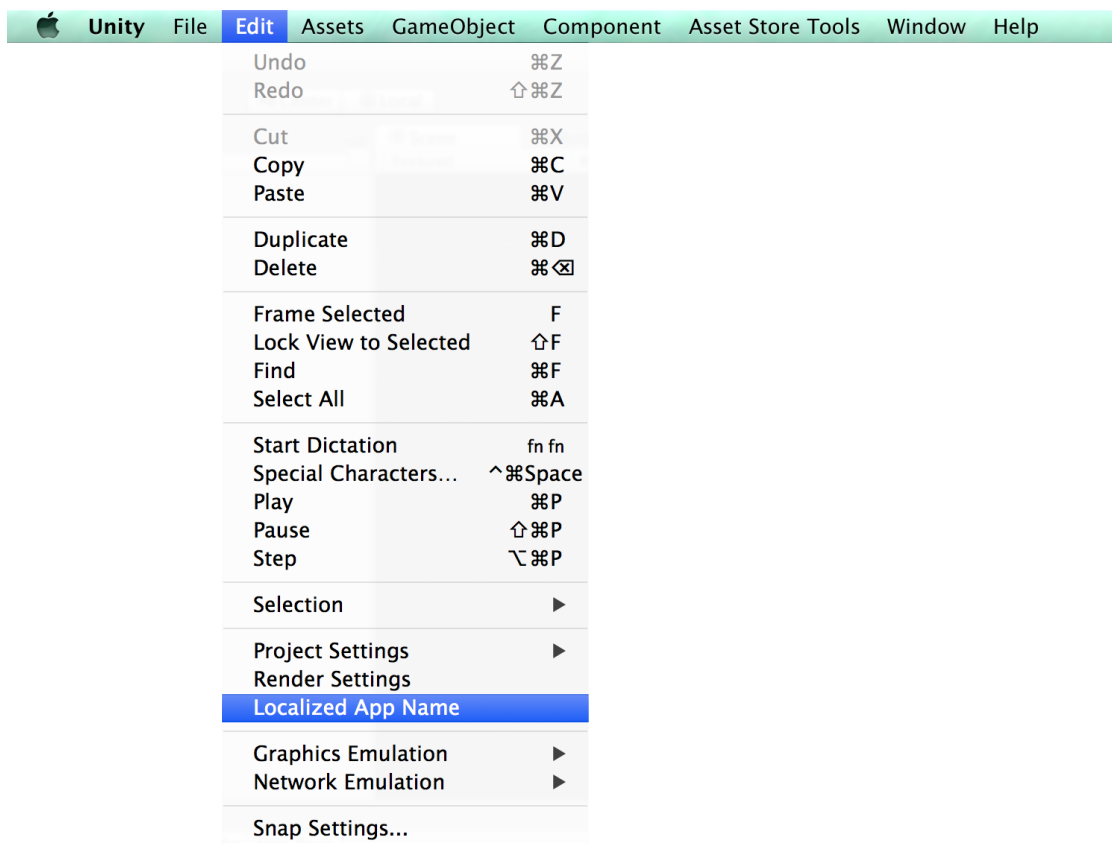 Unity File Edit Assets GameObject Component Asset Store Tools Window Help
Undo ⌘Z
Redo ⇧⌘Z
Cut ⌘X
Copy ⌘C
Paste ⌘V
Duplicate ⌘D
Delete ⌘⌫
Frame Selected F
Lock View to Selected ⇧F
Find ⌘F
Select All ⌘A
Start Dictation fn fn
Special Characters... ^⌘Space
Play ⌘P
Pause ⇧⌘P
Step ⌥⌘P
Selection ▶
Project Settings ▶
Render Settings
Localized App Name
Graphics Emulation ▶
Network Emulation ▶
Snap Settings...